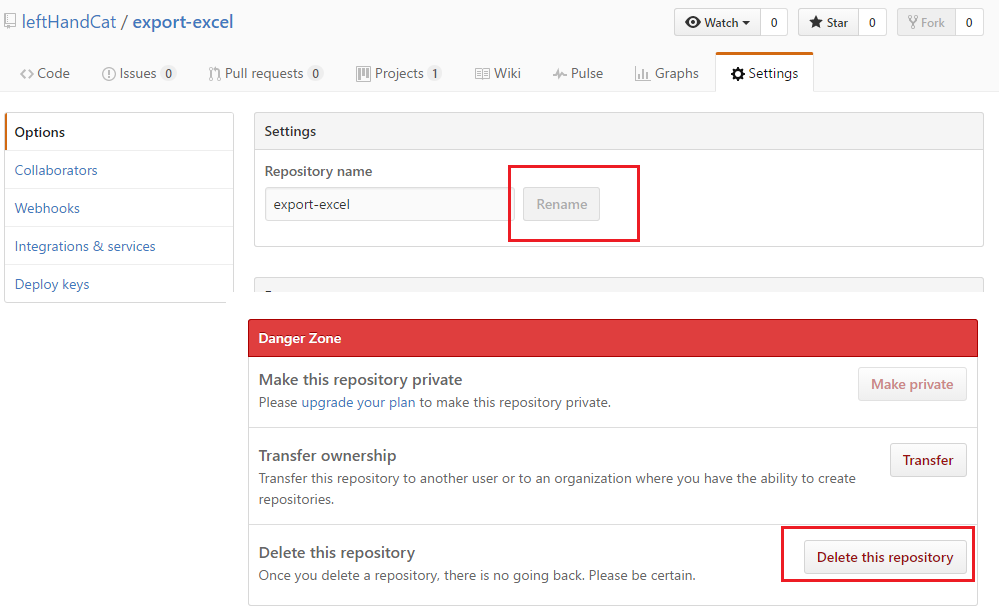 leftHandCat / export-excel
Watch 0 Star 0 Fork 0
Code Issues 0 Pull requests 0 Projects 1 Wiki Pulse Graphs Settings
Options
Collaborators
Webhooks
Integrations & services
Deploy keys
Settings
Repository name
export-excel Rename
Danger Zone
Make this repository private
Please upgrade your plan to make this repository private.
Make private
Transfer ownership
Transfer this repository to another user or to an organization where you have the ability to create
repositories.
Transfer
Delete this repository
Once you delete a repository, there is no going back. Please be certain.
Delete this repository